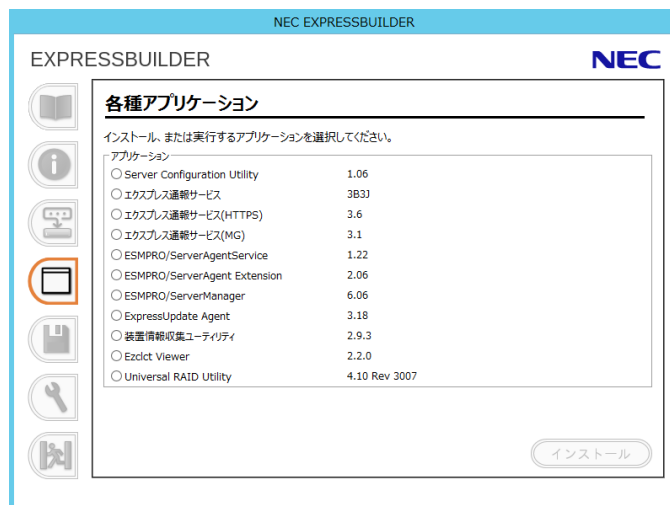 NEC EXPRESSBUILDER
EXPRESSBUILDER
NEC
各種アプリケーション
インストール、または実行するアプリケーションを選択してください。
アプリケーション
Server Configuration Utility 1.06
エクスプレス通報サービス 3B3J
エクスプレス通報サービス(HTTPS) 3.6
エクスプレス通報サービス(MG) 3.1
ESMPRO/ServerAgentService 1.22
ESMPRO/ServerAgent Extension 2.06
ESMPRO/ServerManager 6.06
ExpressUpdate Agent 3.18
装置情報収集ユーティリティ 2.9.3
Ezclct Viewer 2.2.0
Universal RAID Utility 4.10 Rev 3007
インストール